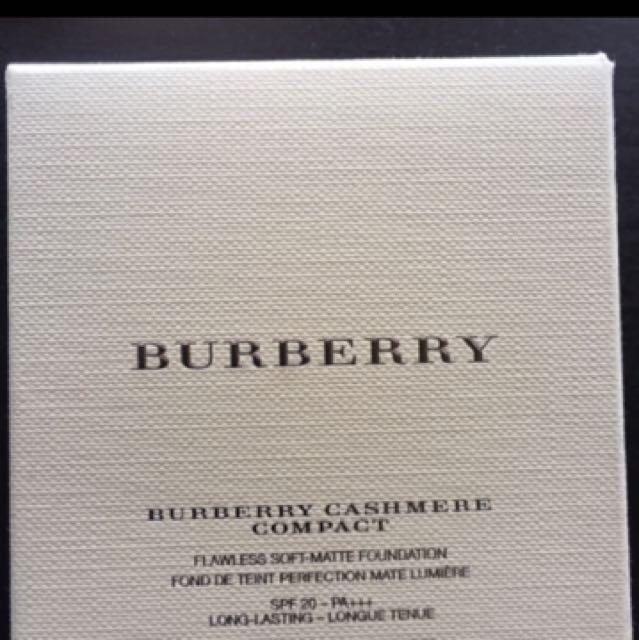 BURBERRY
BURBERRY CASHMERE
COMPACT
FLAWLESS SOFT-MATTE FOUNDATION
FOND DE TEINT PERFECTION MATE LUMIÈRE
SPF 20 – PA+++
LONG-LASTING – LONGUE TENUE